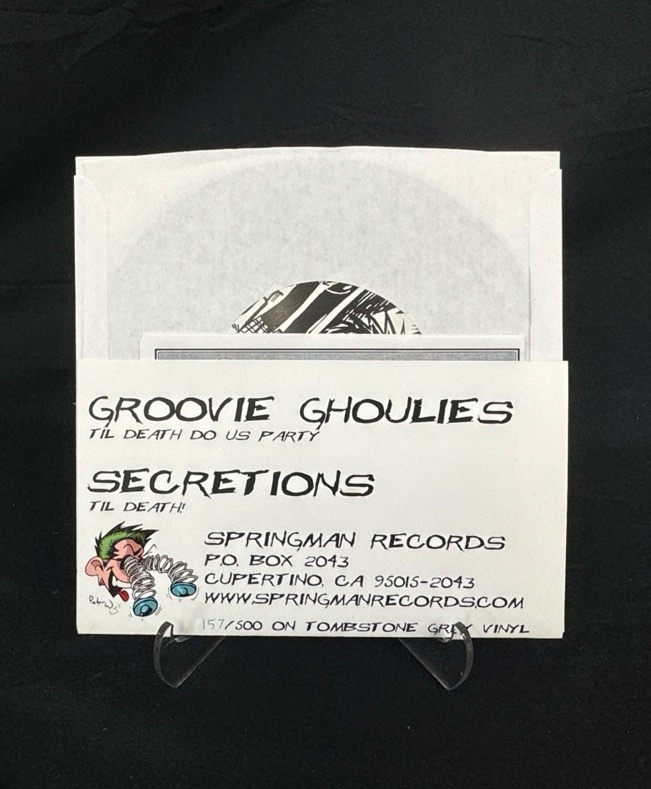 GROOVIE GHOULIES
TIL DEATH DO US PARTY
SECRETIONS
TIL DEATH!
SPRINGMAN RECORDS
P.O. BOX 2043
CUPERTINO, CA 95015-2043
WWW.SPRINGMANRECORDS.COM
157/500 ON TOMBSTONE GREY VINYL